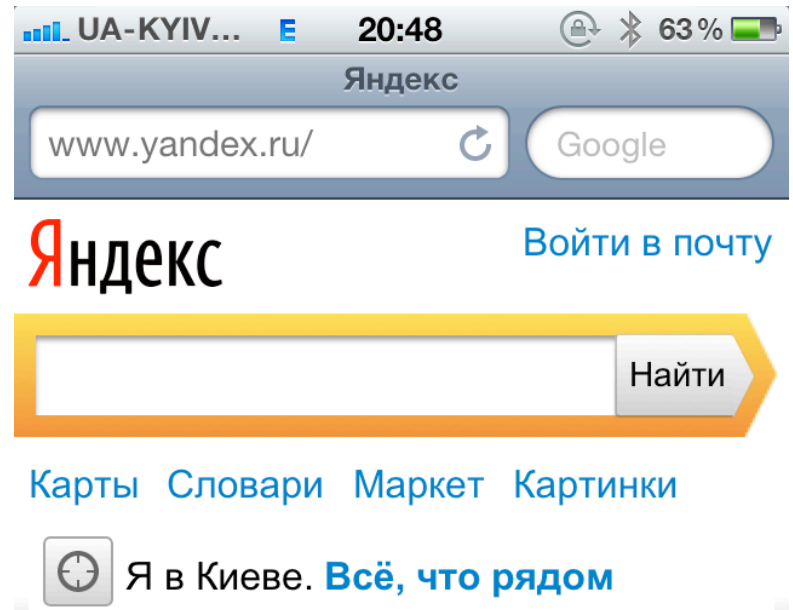 UA-KYIV... E 20:48 63%
Яндекс
www.yandex.ru/ Google
Яндекс Войти в почту
Найти
Карты Словари Маркет Картинки
Я в Киеве. Всё, что рядом